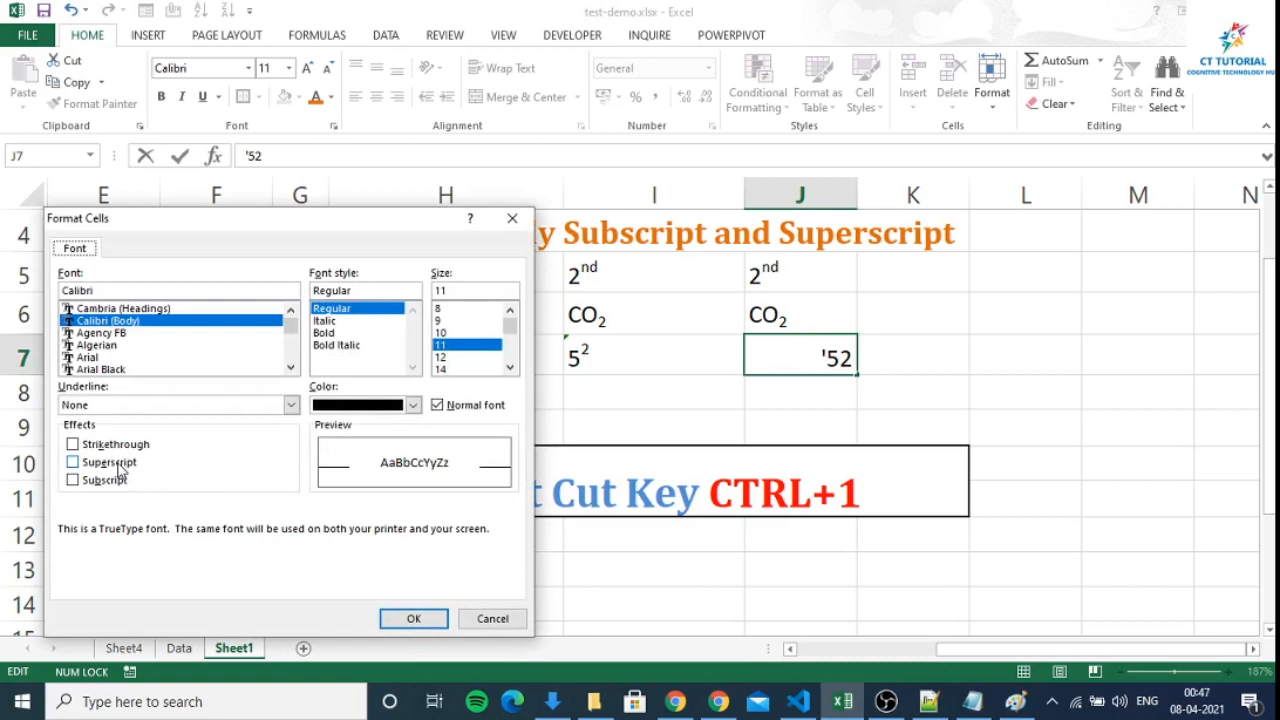 test-demo.xlsx - Excel
FILE HOME INSERT PAGE LAYOUT FORMULAS DATA REVIEW VIEW DEVELOPER INQUIRE POWERPIVOT
CT TUTORIAL
Paste
Cut
Copy
Format Painter
Clipboard
Calibri 11
B I U
Font
Wrap Text
Merge & Center
Alignment
General
%
Number
Conditional Formatting
Format as Table
Cell Styles
Styles
Insert
Delete
Format
Cells
AutoSum
Fill
Clear
Sort & Filter
Find & Select
Editing
J7 fx '52
E F G H I J K L M N
4 y Subscript and Superscript
5 2nd 2nd
6 CO2 CO2
7 52 '52
8
9
10
11 t Cut Key CTRL+1
12
13
14
15
Format Cells
Font
Font:
Calibri
Cambria (Headings)
Calibri (Body)
Agency FB
Algerian
Arial
Arial Black
Font style:
Regular
Regular
Italic
Bold
Bold Italic
Size:
11
8
9
10
11
12
14
Underline:
None
Color:
Normal font
Effects
Strikethrough
Superscript
Subscript
Preview
AaBbCcYyZz
This is a TrueType font. The same font will be used on both your printer and your screen.
OK Cancel
Sheet4 Data Sheet1
EDIT NUM LOCK 187%
Type here to search
ENG
00:47
08-04-2021